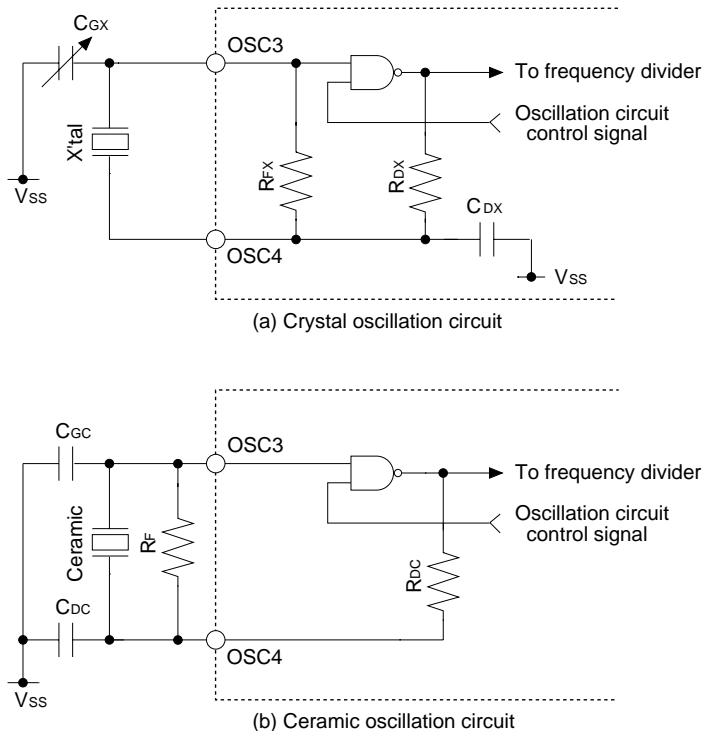 CGX
OSC3
To frequency divider
Oscillation circuit
control signal
X'tal
RFX
RDX
CDX
VSS
OSC4
VSS
(a) Crystal oscillation circuit
CGC
OSC3
To frequency divider
Oscillation circuit
control signal
Ceramic
RF
RDC
CDC
OSC4
VSS
(b) Ceramic oscillation circuit